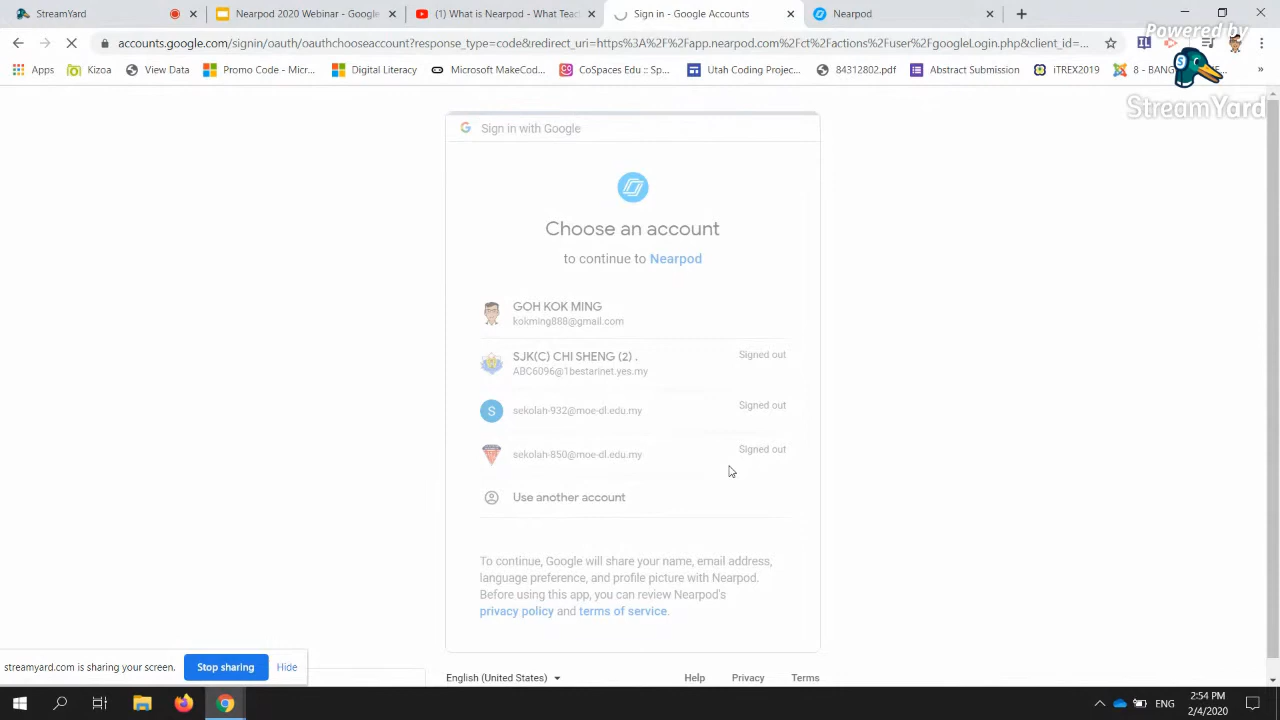 StreamYard
Nearpod 2020 Webinar - Google
(1) What is Nearpod - What Teac
Sign in - Google Accounts
Nearpod
accounts.google.com/signin/oauth/oauthchooseaccount?response_ty direct_uri=https%3A%2F%2Fapp.nearpod.com%2Fct%2Factions%2Fuser%2FgoogleLogin.php&client_id=...
Powered by
StreamYard
Apps
Kizoa
View Data
Promo Code - Micr...
Digital Literacy
Microsoft MakeCod...
CoSpaces Edu :: Sp...
Utah Coding Projec...
84312802.pdf
Abstract Submission
iTREX2019
8 - BANG
Sign in with Google
Choose an account
to continue to Nearpod
GOH KOK MING
kokming888@gmail.com
SJK(C) CHI SHENG (2) .
Signed out
ABC6096@1bestarinet.yes.my
sekolah-932@moe-dl.edu.my
Signed out
sekolah-850@moe-dl.edu.my
Signed out
Use another account
To continue, Google will share your name, email address,
language preference, and profile picture with Nearpod.
Before using this app, you can review Nearpod's
privacy policy and terms of service.
streamyard.com is sharing your screen.
Stop sharing
Hide
English (United States)
Help
Privacy
Terms
ENG
2:54 PM
2/4/2020